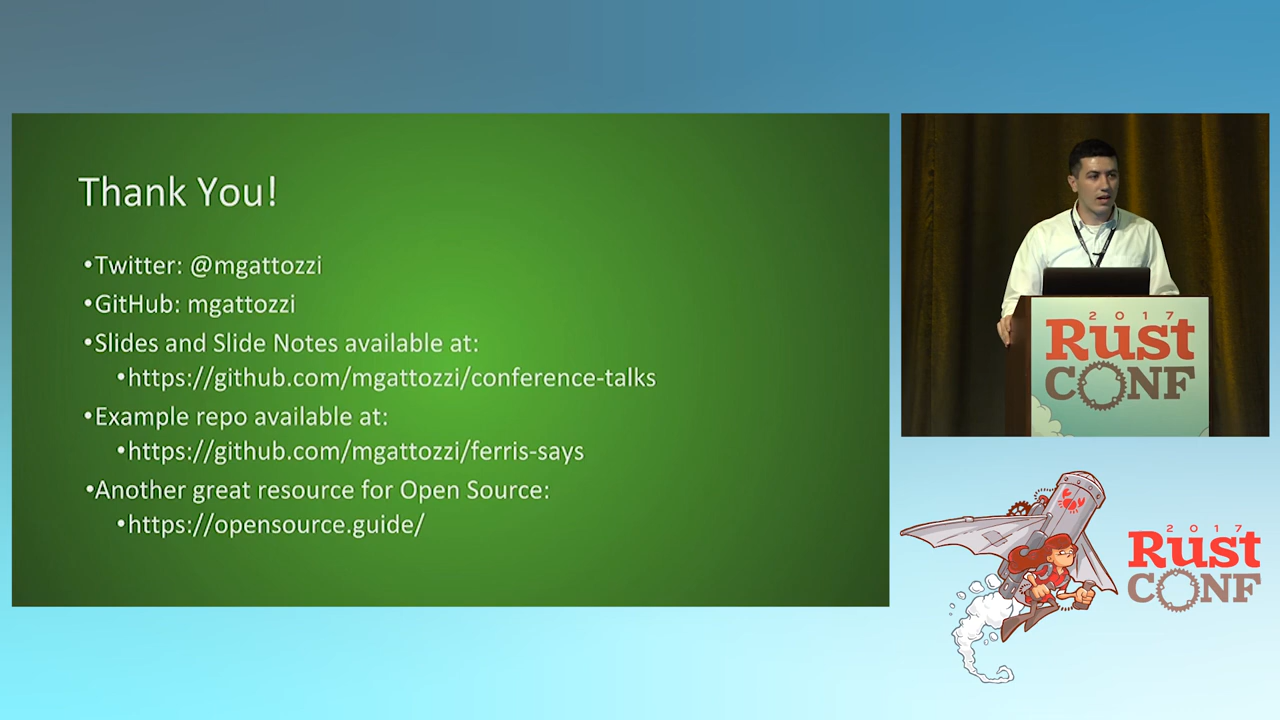 Thank You!
•Twitter: @mgattozzi
•GitHub: mgattozzi
•Slides and Slide Notes available at:
•https://github.com/mgattozzi/conference-talks
•Example repo available at:
•https://github.com/mgattozzi/ferris-says
•Another great resource for Open Source:
•https://opensource.guide/
2017
Rust
CONF
2017
Rust
CONF